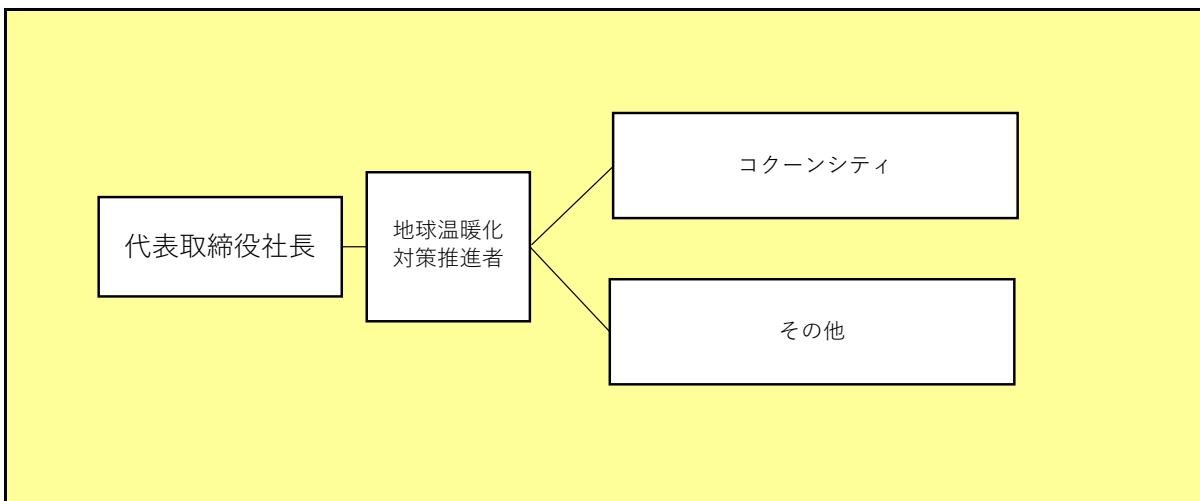 代表取締役社長
地球温暖化
対策推進者
コクーンシティ
その他